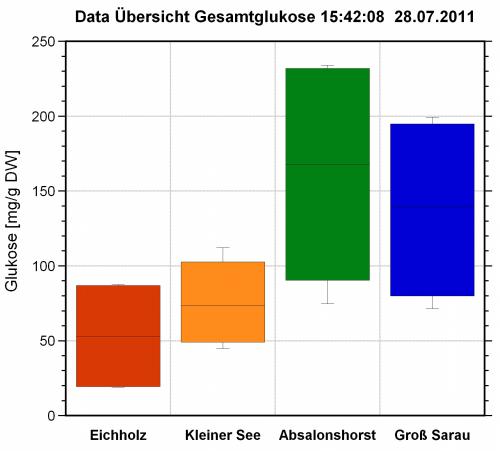 Data Übersicht Gesamtglukose 15:42:08  28.07.2011
250
200
150
100
50
0
Glukose [mg/g DW]
Eichholz Kleiner See Absalonshorst Groß Sarau